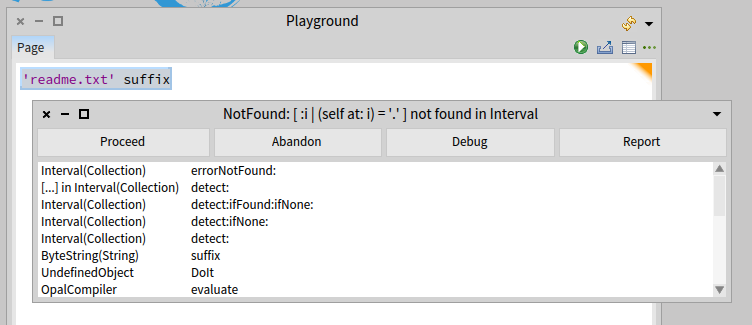 Playground
Page
'readme.txt' suffix
NotFound: [ :i | (self at: i) = '.' ] not found in Interval
Proceed Abandon Debug Report
Interval(Collection) errorNotFound:
[...] in Interval(Collection) detect:
Interval(Collection) detect:ifFound:ifNone:
Interval(Collection) detect:ifNone:
Interval(Collection) detect:
ByteString(String) suffix
UndefinedObject DoIt
OpalCompiler evaluate